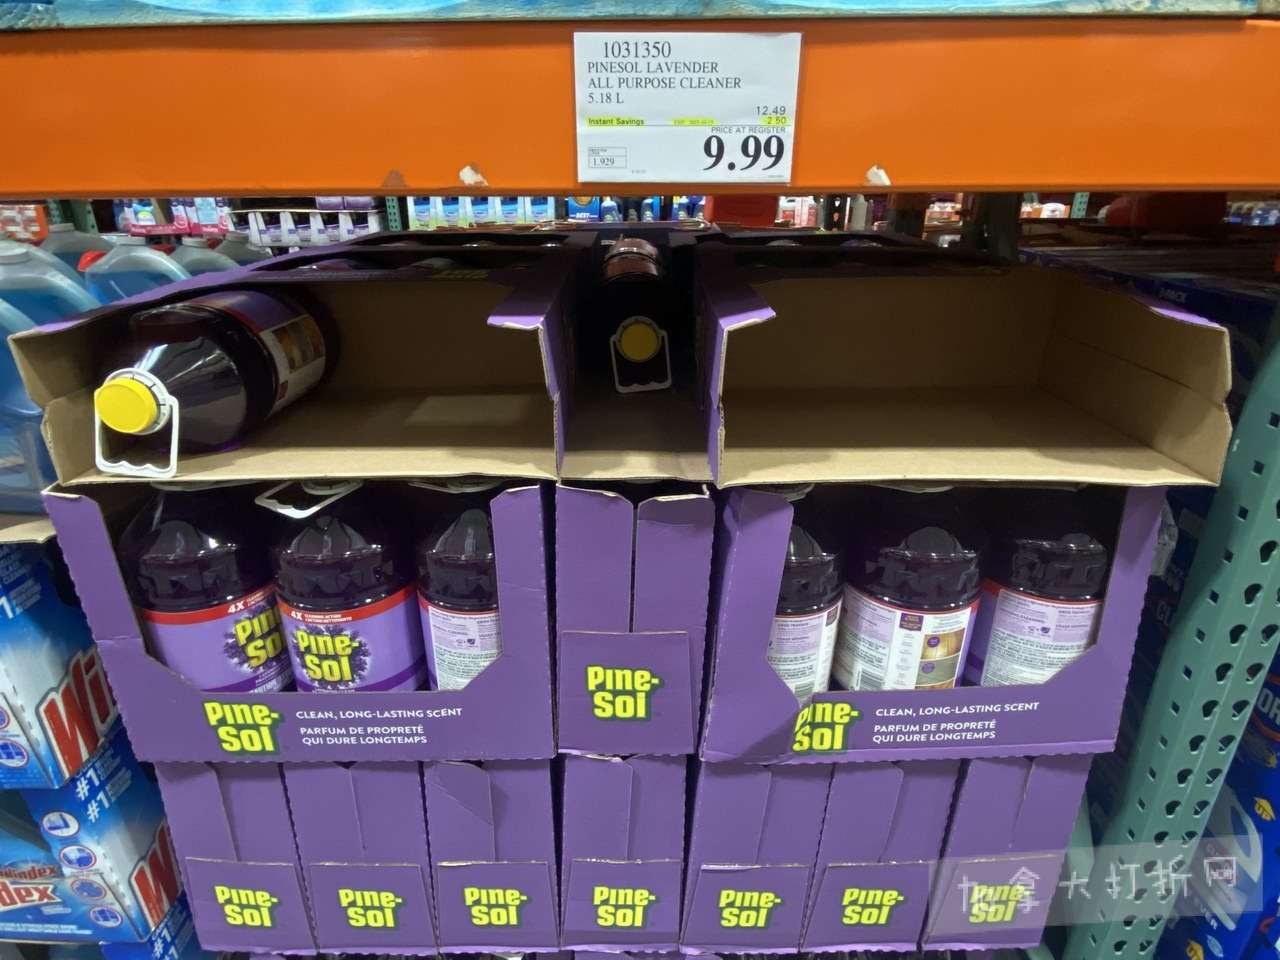 1031350
PINESOL LAVENDER
ALL PURPOSE CLEANER
5.18 L
12.49
Instant Savings
-2.50
PRICE AT REGISTER
9.99
1.929
4X
Pine-
Sol
4X
Pine-
Sol
Pine-
Sol
CLEAN, LONG-LASTING SCENT
PARFUM DE PROPRETÉ
QUI DURE LONGTEMPS
Pine-
Sol
Pine-
Sol
CLEAN, LONG-LASTING SCENT
PARFUM DE PROPRETÉ
QUI DURE LONGTEMPS
Pine-
Sol
Pine-
Sol
Pine-
Sol
Pine-
Sol
Pine-
Sol
Pine-
Sol
Pine-
Sol
#1
#1
Windex
加拿大打折网